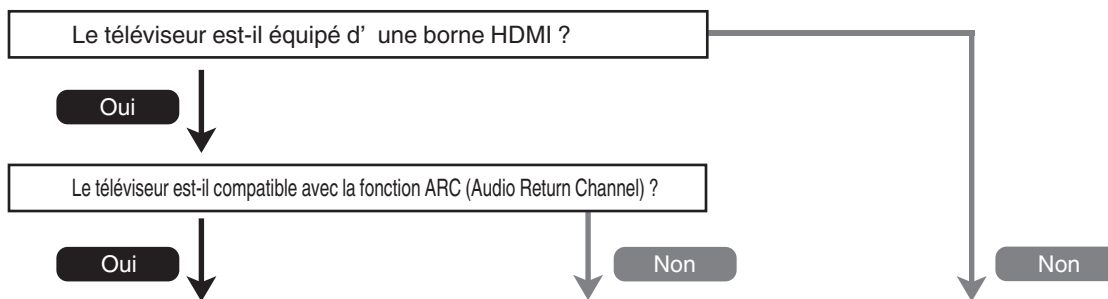 Le téléviseur est-il équipé d’ une borne HDMI ?
Oui
Le téléviseur est-il compatible avec la fonction ARC (Audio Return Channel) ?
Oui
Non
Non